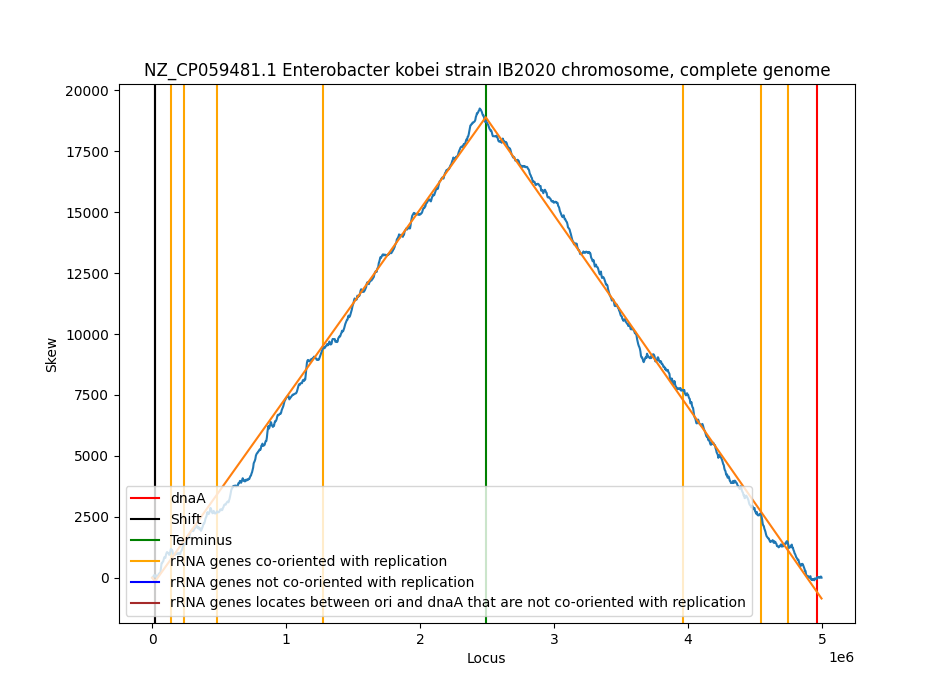 NZ_CP059481.1 Enterobacter kobei strain IB2020 chromosome, complete genome
20000
17500
15000
12500
10000
7500
5000
2500
0
Skew
dnaA
Shift
Terminus
rRNA genes co-oriented with replication
rRNA genes not co-oriented with replication
rRNA genes locates between ori and dnaA that are not co-oriented with replication
0 1 2 3 4 5
1e6
Locus